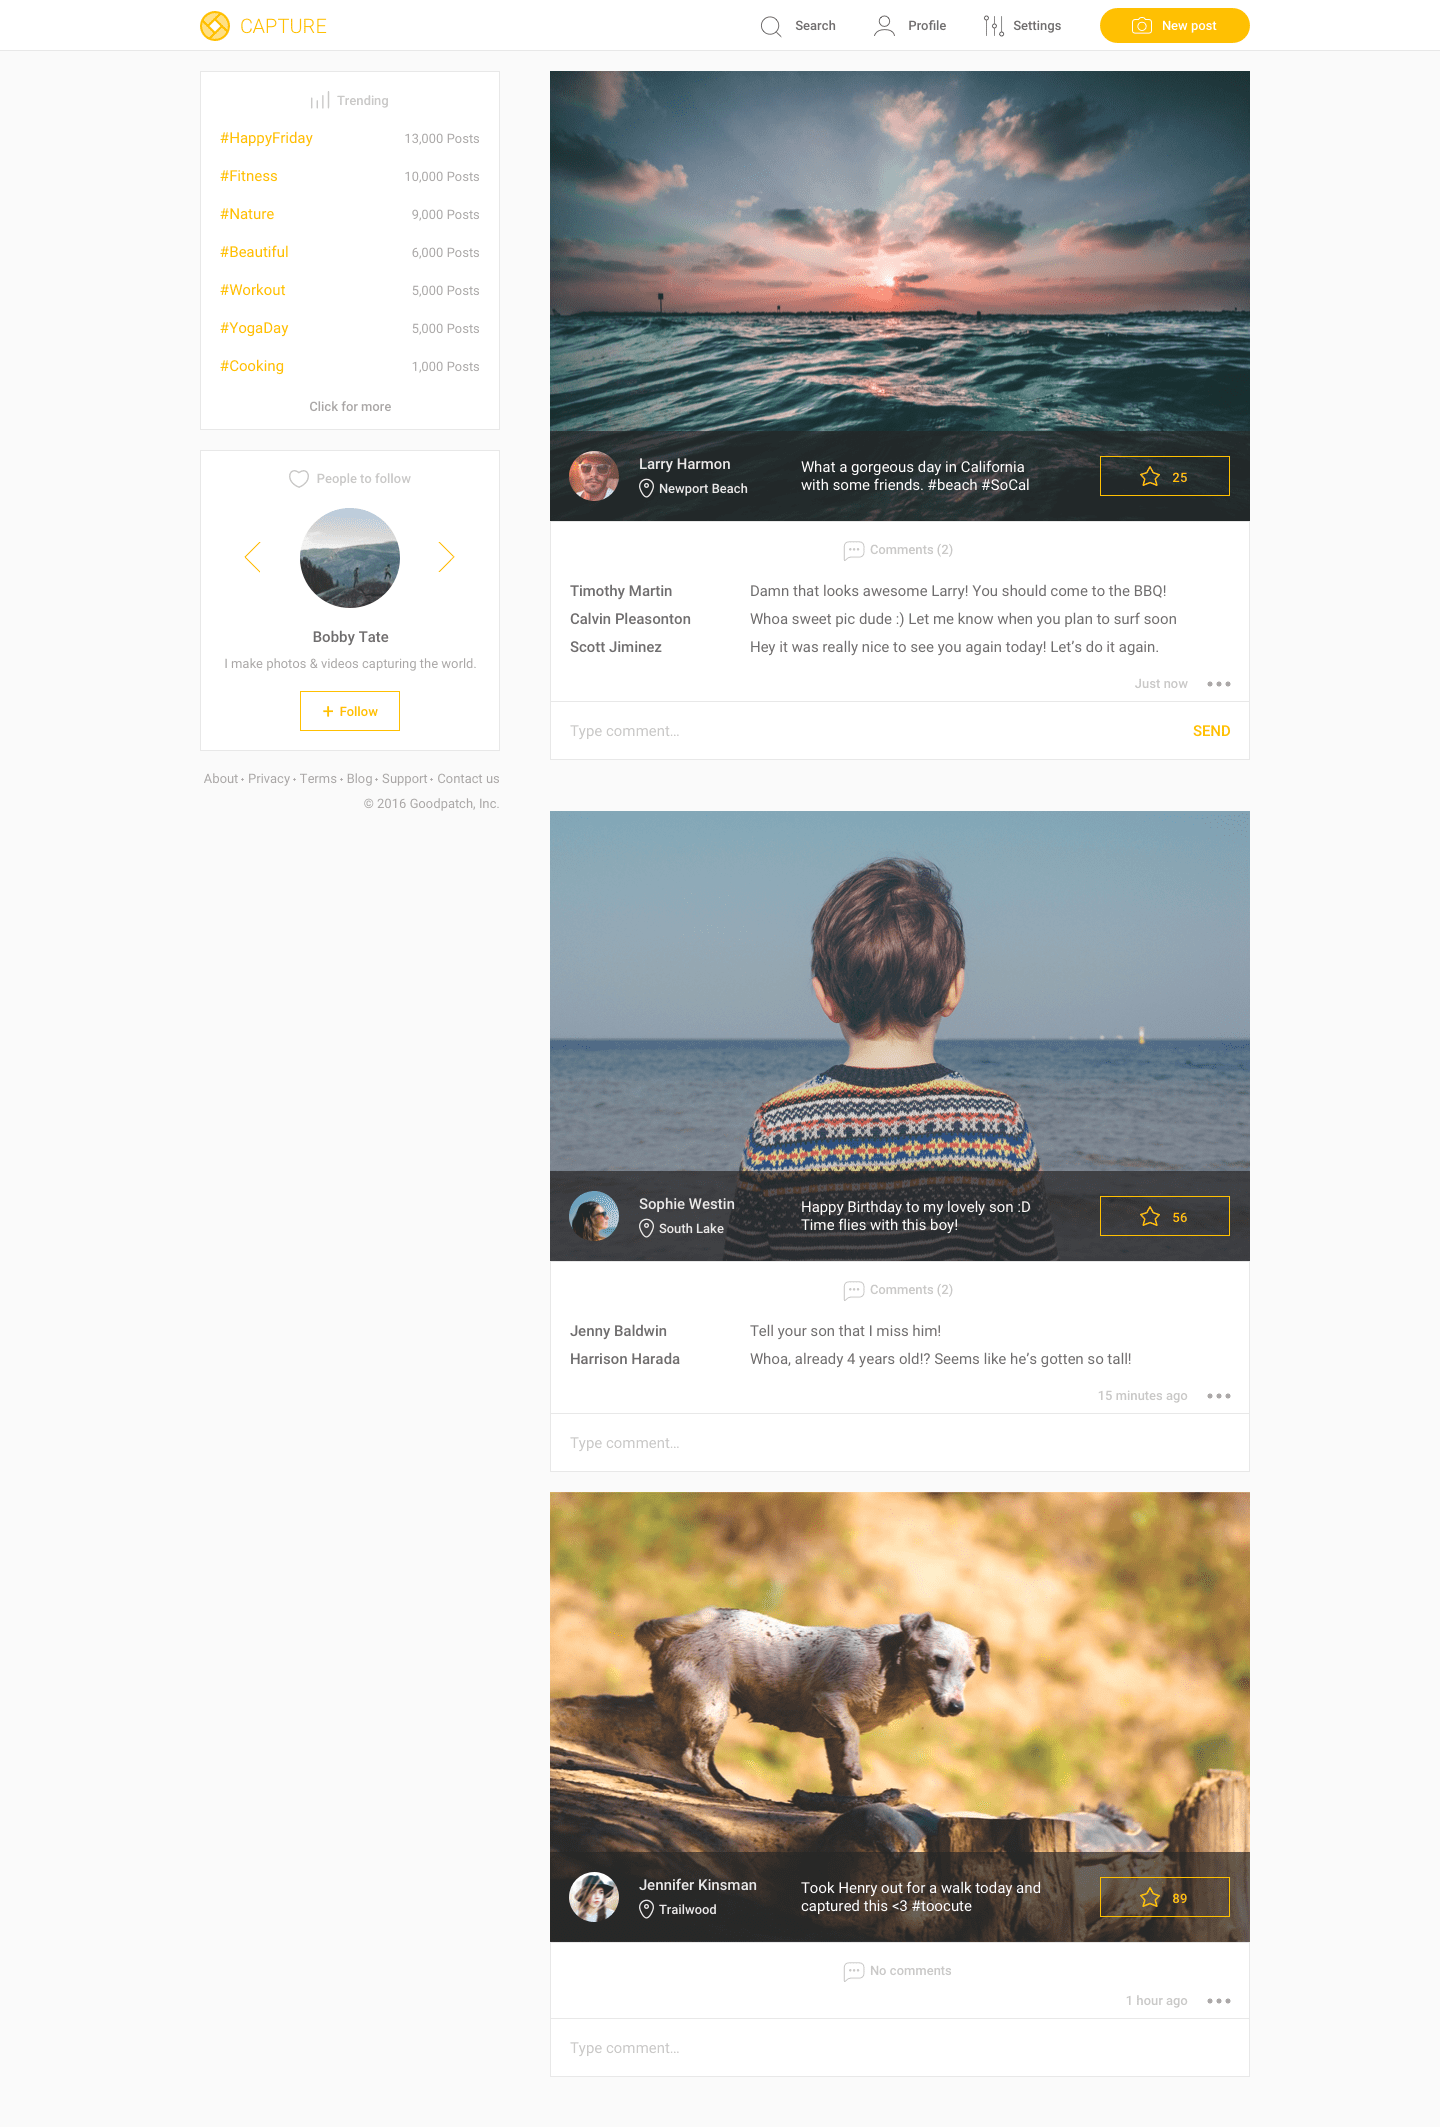 CAPTURE
Search
Profile
Settings
New post
Trending
#HappyFriday 13,000 Posts
#Fitness 10,000 Posts
#Nature 9,000 Posts
#Beautiful 6,000 Posts
#Workout 5,000 Posts
#YogaDay 5,000 Posts
#Cooking 1,000 Posts
Click for more
People to follow
Bobby Tate
I make photos & videos capturing the world.
+ Follow
About · Privacy · Terms · Blog · Support · Contact us
© 2016 Goodpatch, Inc.
Larry Harmon
Newport Beach
What a gorgeous day in California
with some friends. #beach #SoCal
25
Comments (2)
Timothy Martin Damn that looks awesome Larry! You should come to the BBQ!
Calvin Pleasonton Whoa sweet pic dude :) Let me know when you plan to surf soon
Scott Jiminez Hey it was really nice to see you again today! Let’s do it again.
Just now
Type comment... SEND
Sophie Westin
South Lake
Happy Birthday to my lovely son :D
Time flies with this boy!
56
Comments (2)
Jenny Baldwin Tell your son that I miss him!
Harrison Harada Whoa, already 4 years old!? Seems like he’s gotten so tall!
15 minutes ago
Type comment...
Jennifer Kinsman
Trailwood
Took Henry out for a walk today and
captured this <3 #toocute
89
No comments
1 hour ago
Type comment...